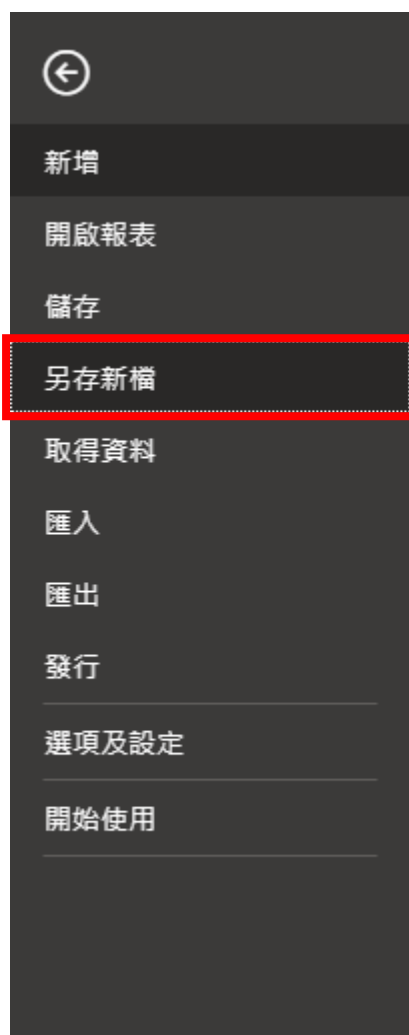 新增
開啟報表
儲存
另存新檔
取得資料
匯入
匯出
發行
選項及設定
開始使用